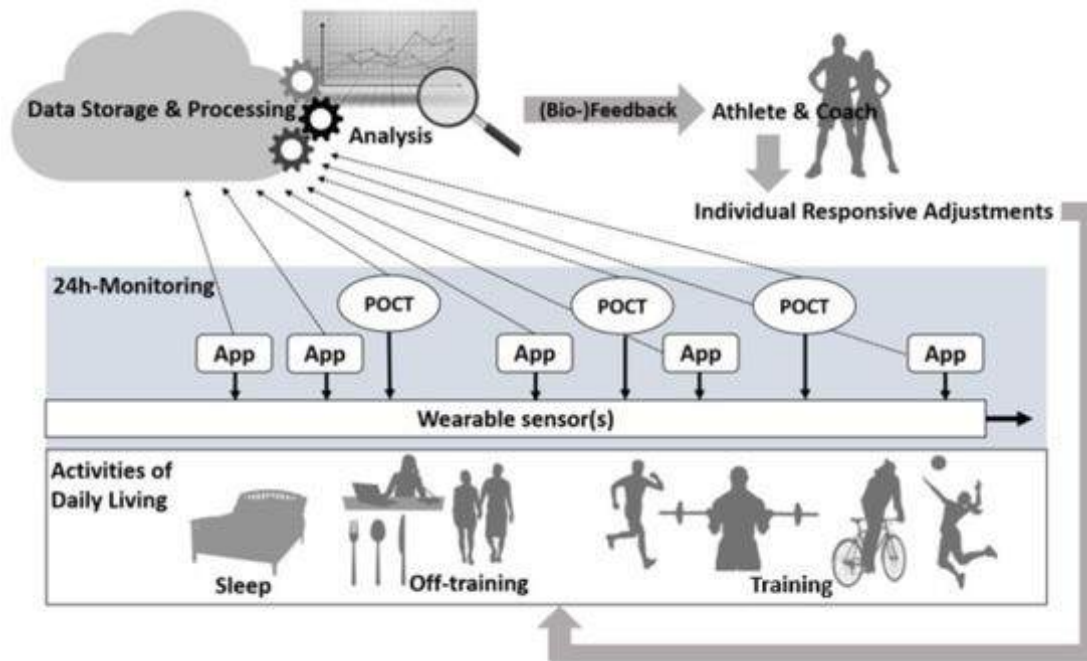 Data Storage & Processing
Analysis
(Bio-)Feedback
Athlete & Coach
Individual Responsive Adjustments
24h-Monitoring
POCT
POCT
POCT
App
App
App
App
App
Wearable sensor(s)
Activities of
Daily Living
Sleep
Off-training
Training